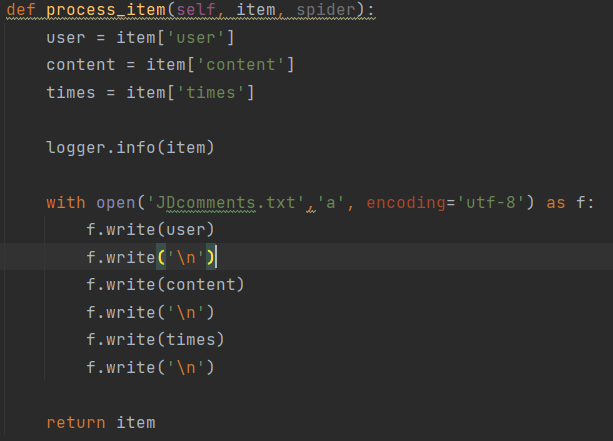 def process_item(self, item, spider):
    user = item['user']
    content = item['content']
    times = item['times']
    logger.info(item)
    with open('JDcomments.txt','a', encoding='utf-8') as f:
        f.write(user)
        f.write('\n')
        f.write(content)
        f.write('\n')
        f.write(times)
        f.write('\n')
    return item